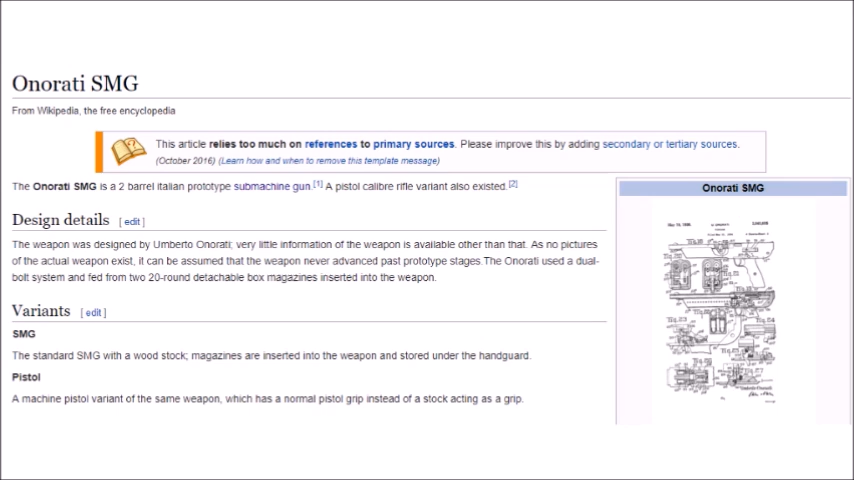 Onorati SMG
From Wikipedia, the free encyclopedia
This article relies too much on references to primary sources. Please improve this by adding secondary or tertiary sources.
(October 2016) (Learn how and when to remove this template message)
The Onorati SMG is a 2 barrel Italian prototype submachine gun.[1] A pistol calibre rifle variant also existed.[2]
Onorati SMG
Design details [ edit ]
The weapon was designed by Umberto Onorati; very little information of the weapon is available other than that. As no pictures
of the actual weapon exist, it can be assumed that the weapon never advanced past prototype stages.The Onorati used a dual-
bolt system and fed from two 20-round detachable box magazines inserted into the weapon.
Variants [ edit ]
SMG
The standard SMG with a wood stock; magazines are inserted into the weapon and stored under the handguard.
Pistol
A machine pistol variant of the same weapon, which has a normal pistol grip instead of a stock acting as a grip.